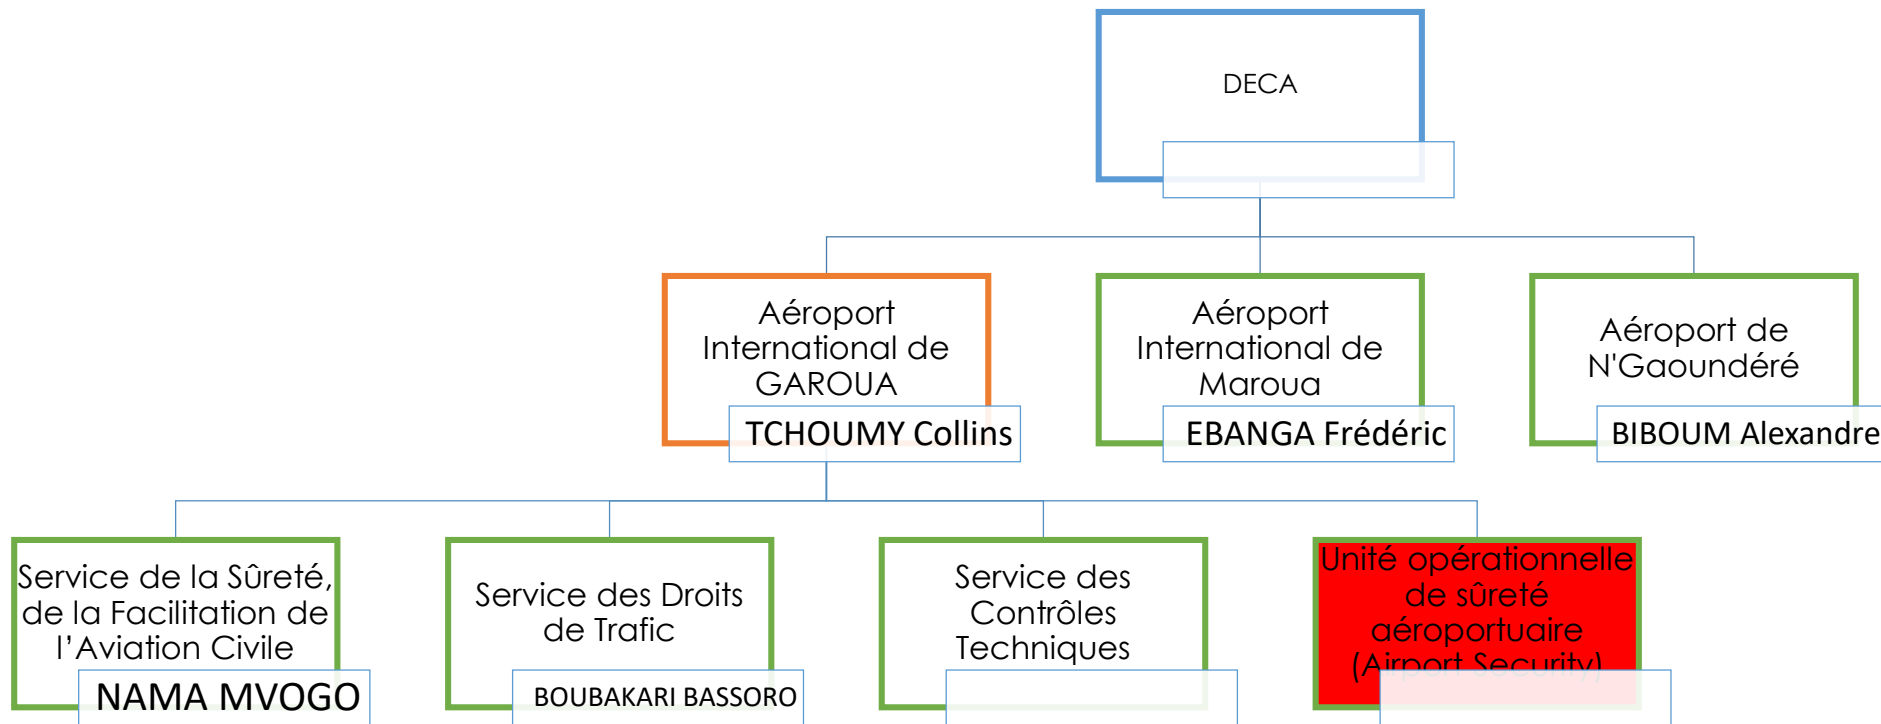 DECA
Aéroport
International de
GAROUA
TCHOUMY Collins
Aéroport
International de
Maroua
EBANGA Frédéric
Aéroport de
N'Gaoundéré
BIBOUM Alexandre
Service de la Sûreté,
de la Facilitation de
l’Aviation Civile
NAMA MVOGO
Service des Droits
de Trafic
BOUBAKARI BASSORO
Service des
Contrôles
Techniques
Unité opérationnelle
de sûreté
aéroportuaire
(Airport Security)